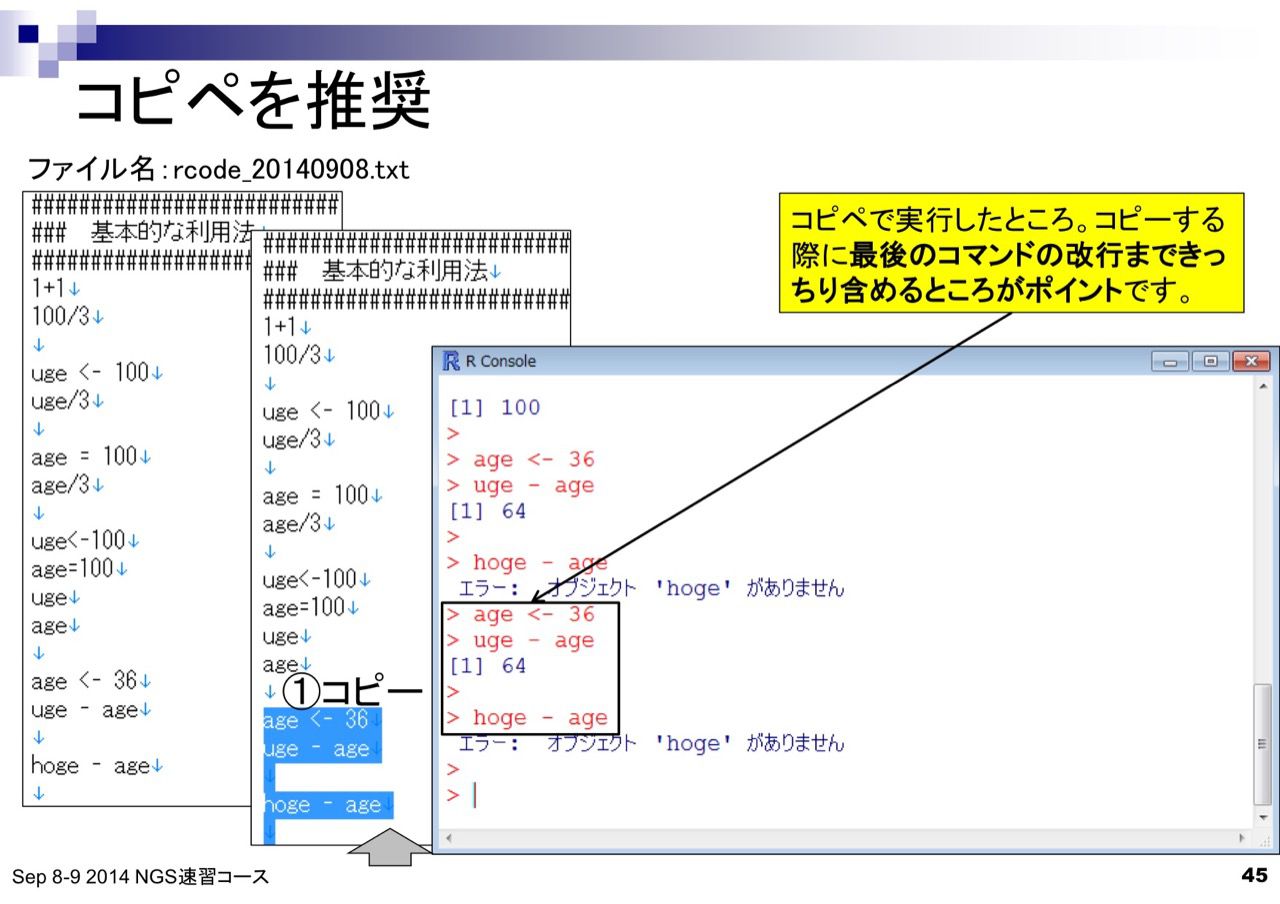 コピペを推奨
ファイル名：rcode_20140908.txt
##########################
### 基本的な利用法↓
###################
1+1↓
100/3↓
↓
uge <- 100↓
uge/3↓
↓
age = 100↓
age/3↓
↓
uge<-100↓
age=100↓
uge↓
age↓
↓
age <- 36↓
uge - age↓
↓
hoge - age↓
↓
##########################
### 基本的な利用法↓
##########################
1+1↓
100/3↓
↓
uge <- 100↓
uge/3↓
↓
age = 100↓
age/3↓
↓
uge<-100↓
age=100↓
uge↓
age↓
↓
①コピー
age <- 36↓
uge - age↓
↓
hoge - age↓
↓
コピペで実行したところ。コピーする
際に最後のコマンドの改行まできっ
ちり含めるところがポイントです。
R R Console
[1] 100
>
> age <- 36
> uge - age
[1] 64
>
> hoge - age
エラー： オブジェクト 'hoge' がありません
> age <- 36
> uge - age
[1] 64
>
> hoge - age
エラー： オブジェクト 'hoge' がありません
>
>
Sep 8-9 2014 NGS速習コース
45